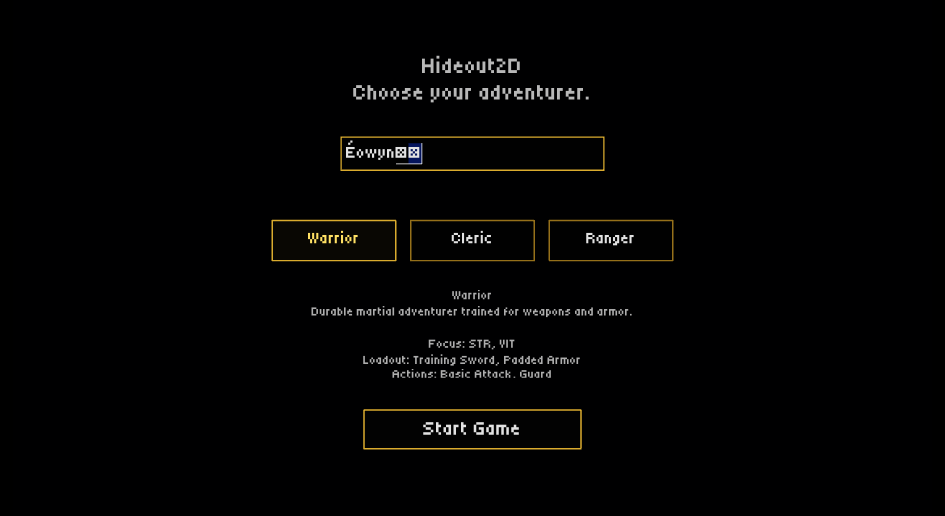 Hideout2D
Choose your adventurer.
Éowyn
Warrior
Cleric
Ranger
Warrior
Durable martial adventurer trained for weapons and armor.
Focus: STR, VIT
Loadout: Training Sword, Padded Armor
Actions: Basic Attack, Guard
Start Game